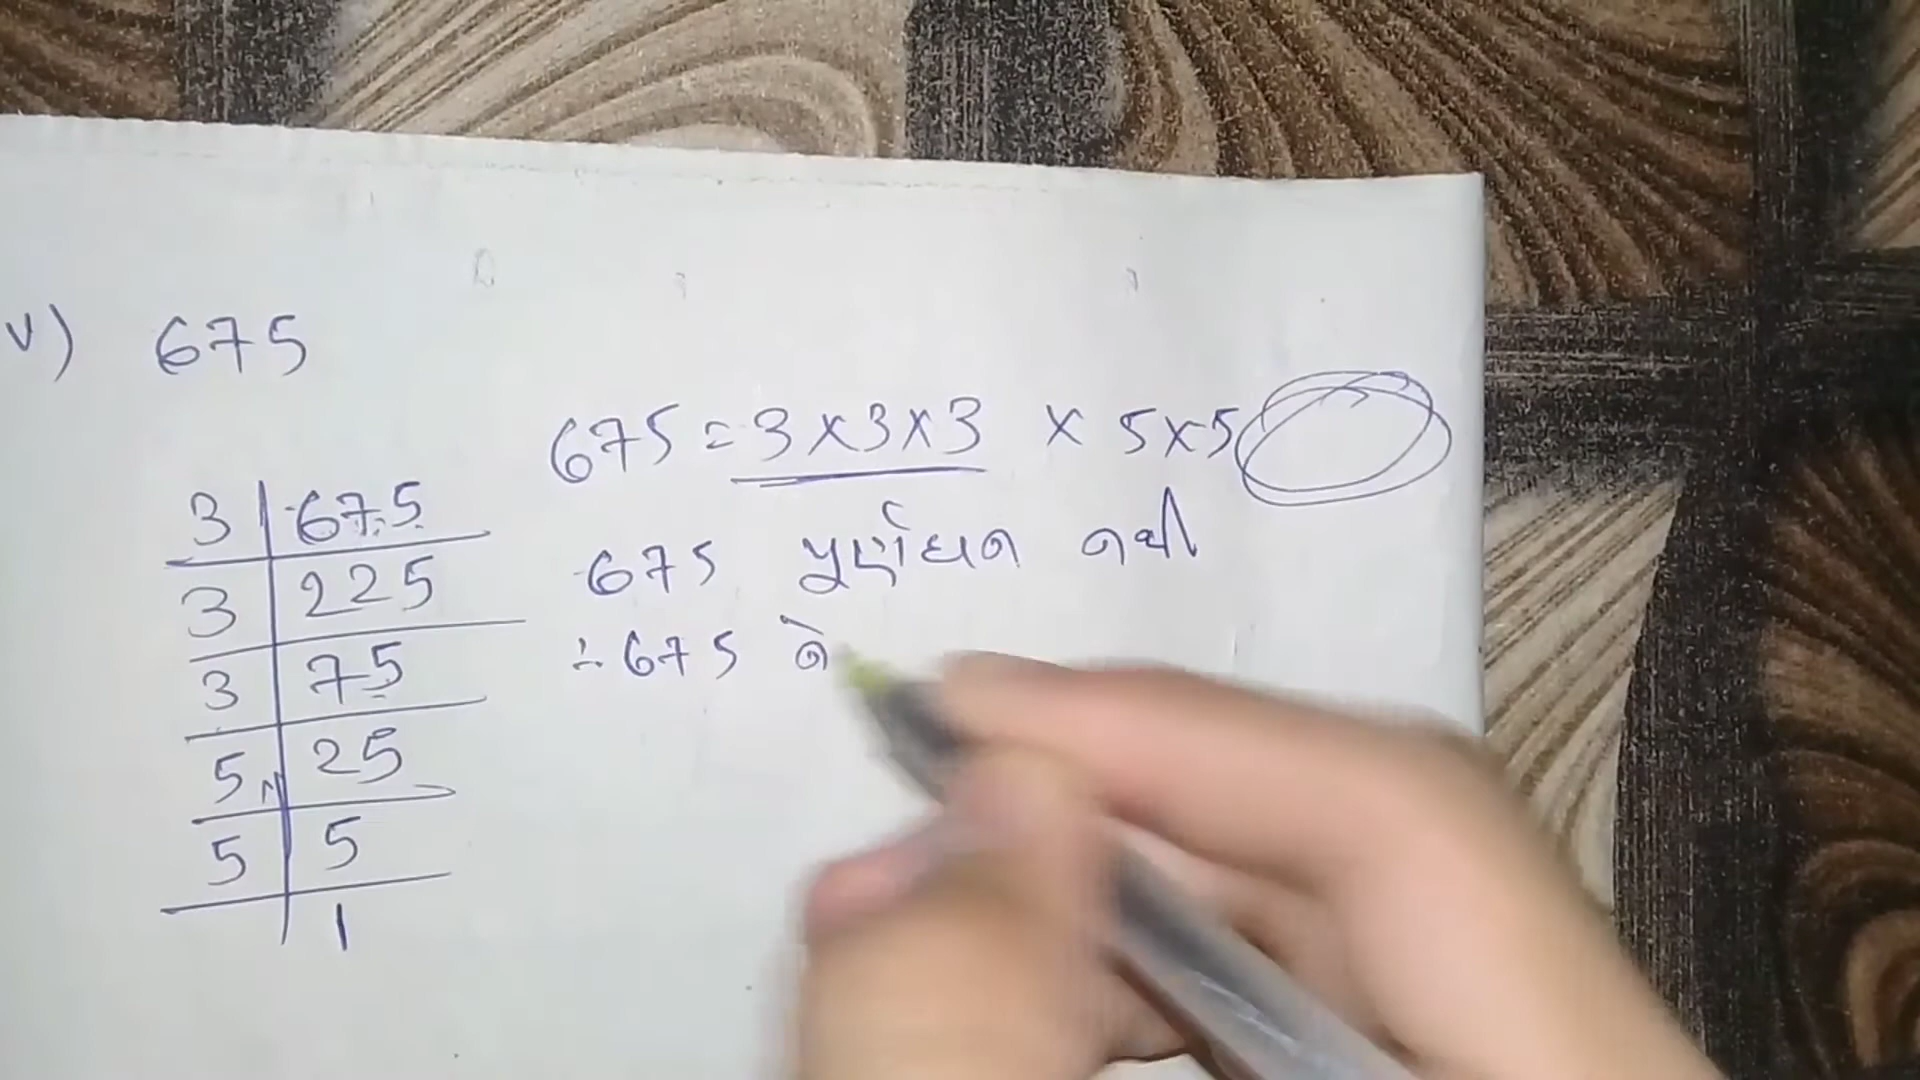 v) 675
675 = 3 x 3 x 3 x 5 x 5
3 | 675
3 | 225
3 | 75
5 | 25
5 | 5
1
675 પૂર્ણઘન નથી
∴ 675 ને